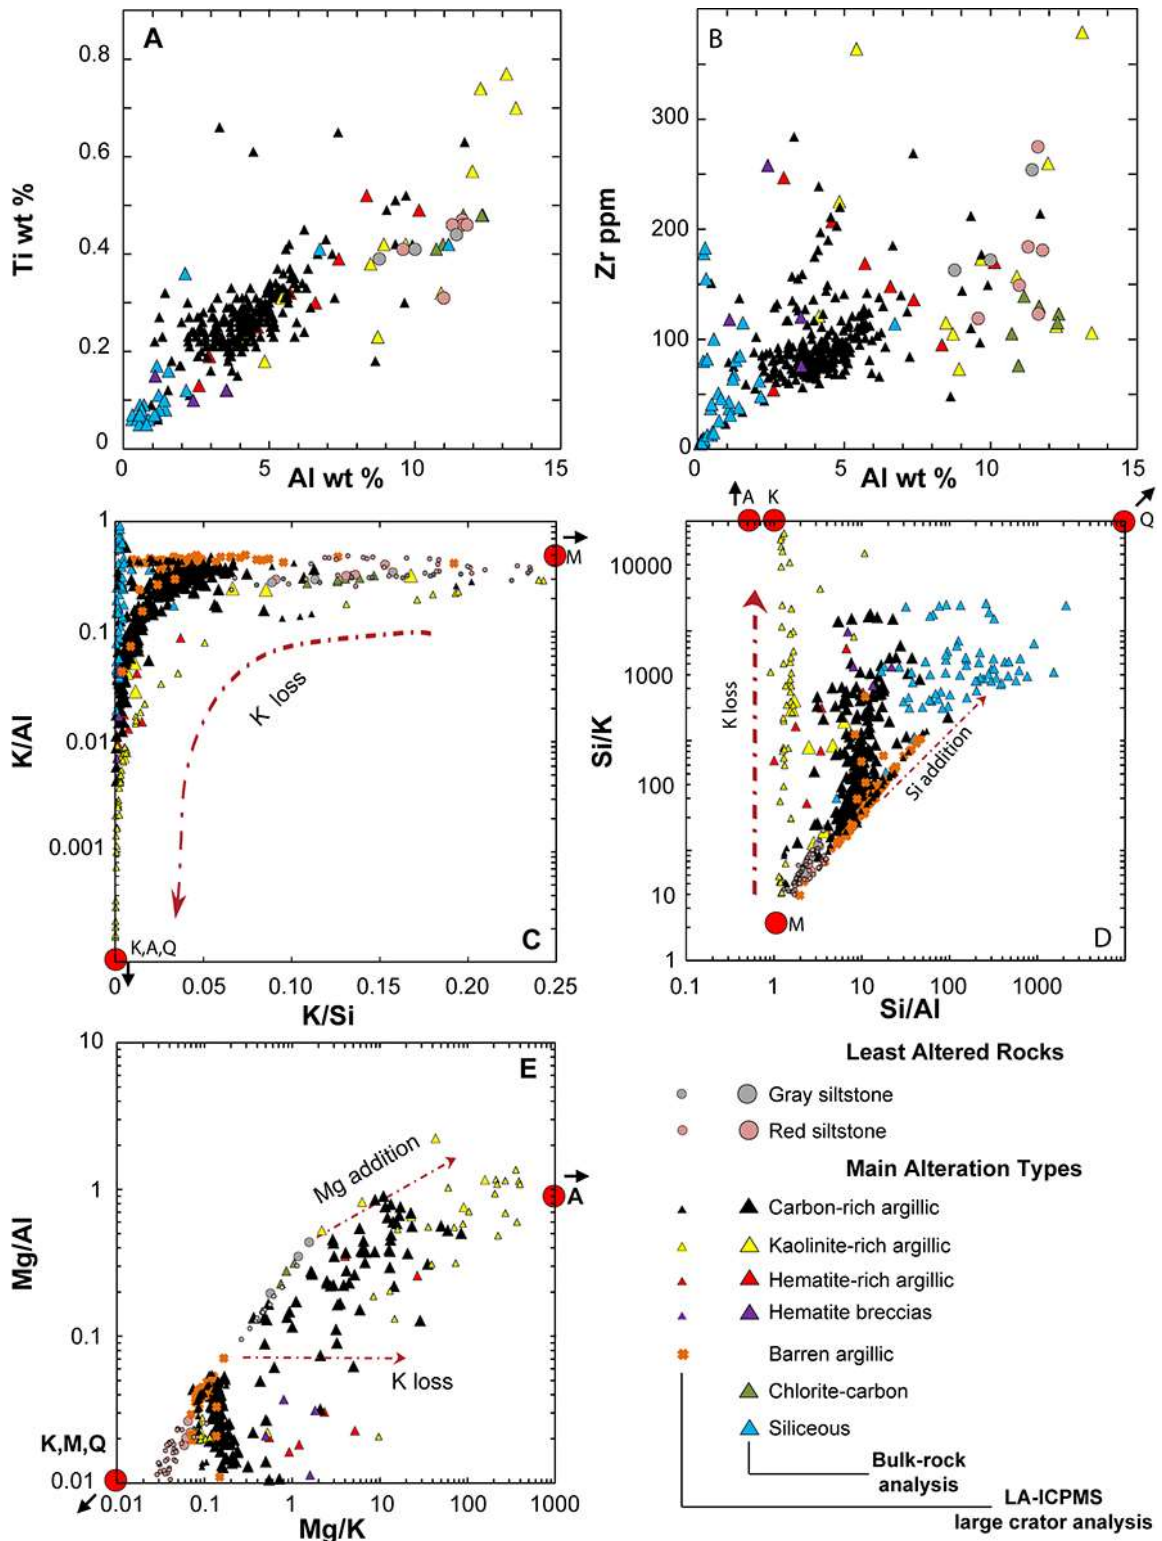 A
Ti wt %
0.8
0.6
0.4
0.2
0
0
5
10
15
Al wt %
B
Zr ppm
300
200
100
0
0
5
10
15
Al wt %
C
K/Al
1
0.1
0.01
0.001
M
K loss
K,A,Q
0
0.05
0.10
0.15
0.20
0.25
K/Si
A
K
Q
Si/K
10000
1000
100
10
1
K loss
Si addition
M
D
0.1
1
10
100
1000
Si/Al
E
Mg/Al
10
1
0.1
0.01
Mg addition
A
K loss
K,M,Q
0.01
0.1
1
10
100
1000
Mg/K
Least Altered Rocks
Gray siltstone
Red siltstone
Main Alteration Types
Carbon-rich argillic
Kaolinite-rich argillic
Hematite-rich argillic
Hematite breccias
Barren argillic
Chlorite-carbon
Siliceous
Bulk-rock
analysis
LA-ICPMS
large crator analysis